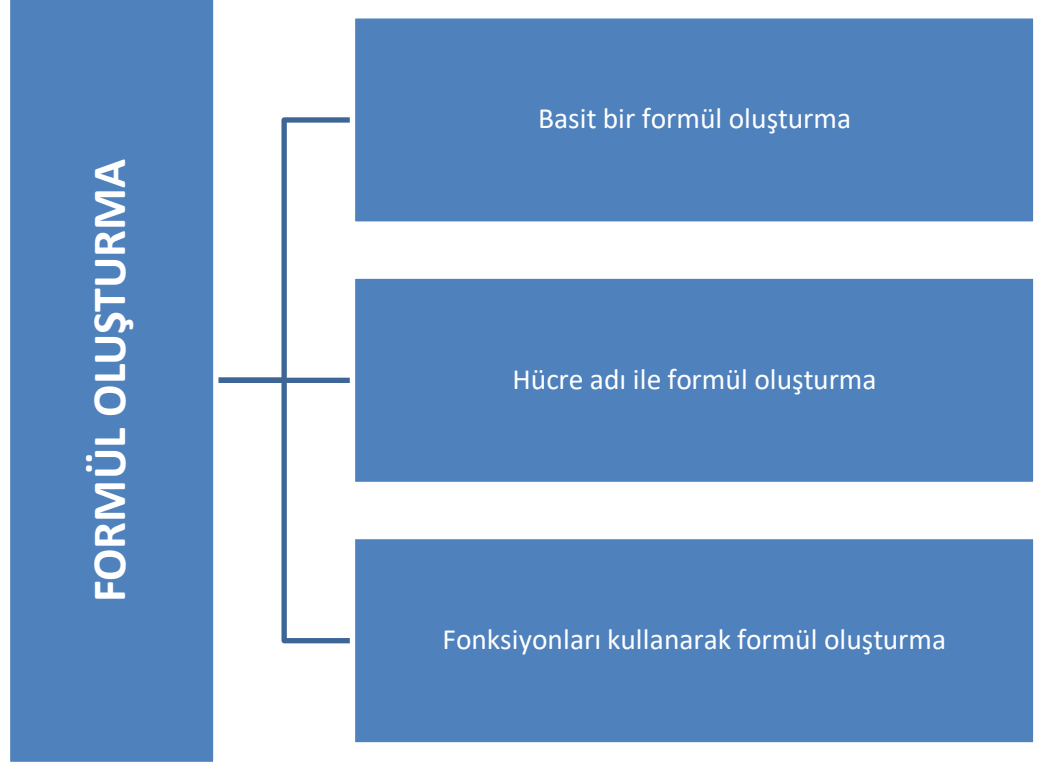 FORMÜL OLUŞTURMA
Basit bir formül oluşturma
Hücre adı ile formül oluşturma
Fonksiyonları kullanarak formül oluşturma